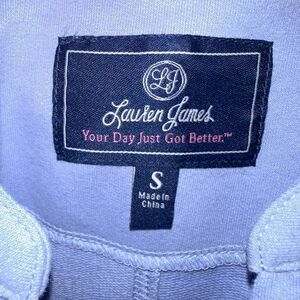 LJ
Lauren James
Your Day Just Got Better.™
S
Made in
China